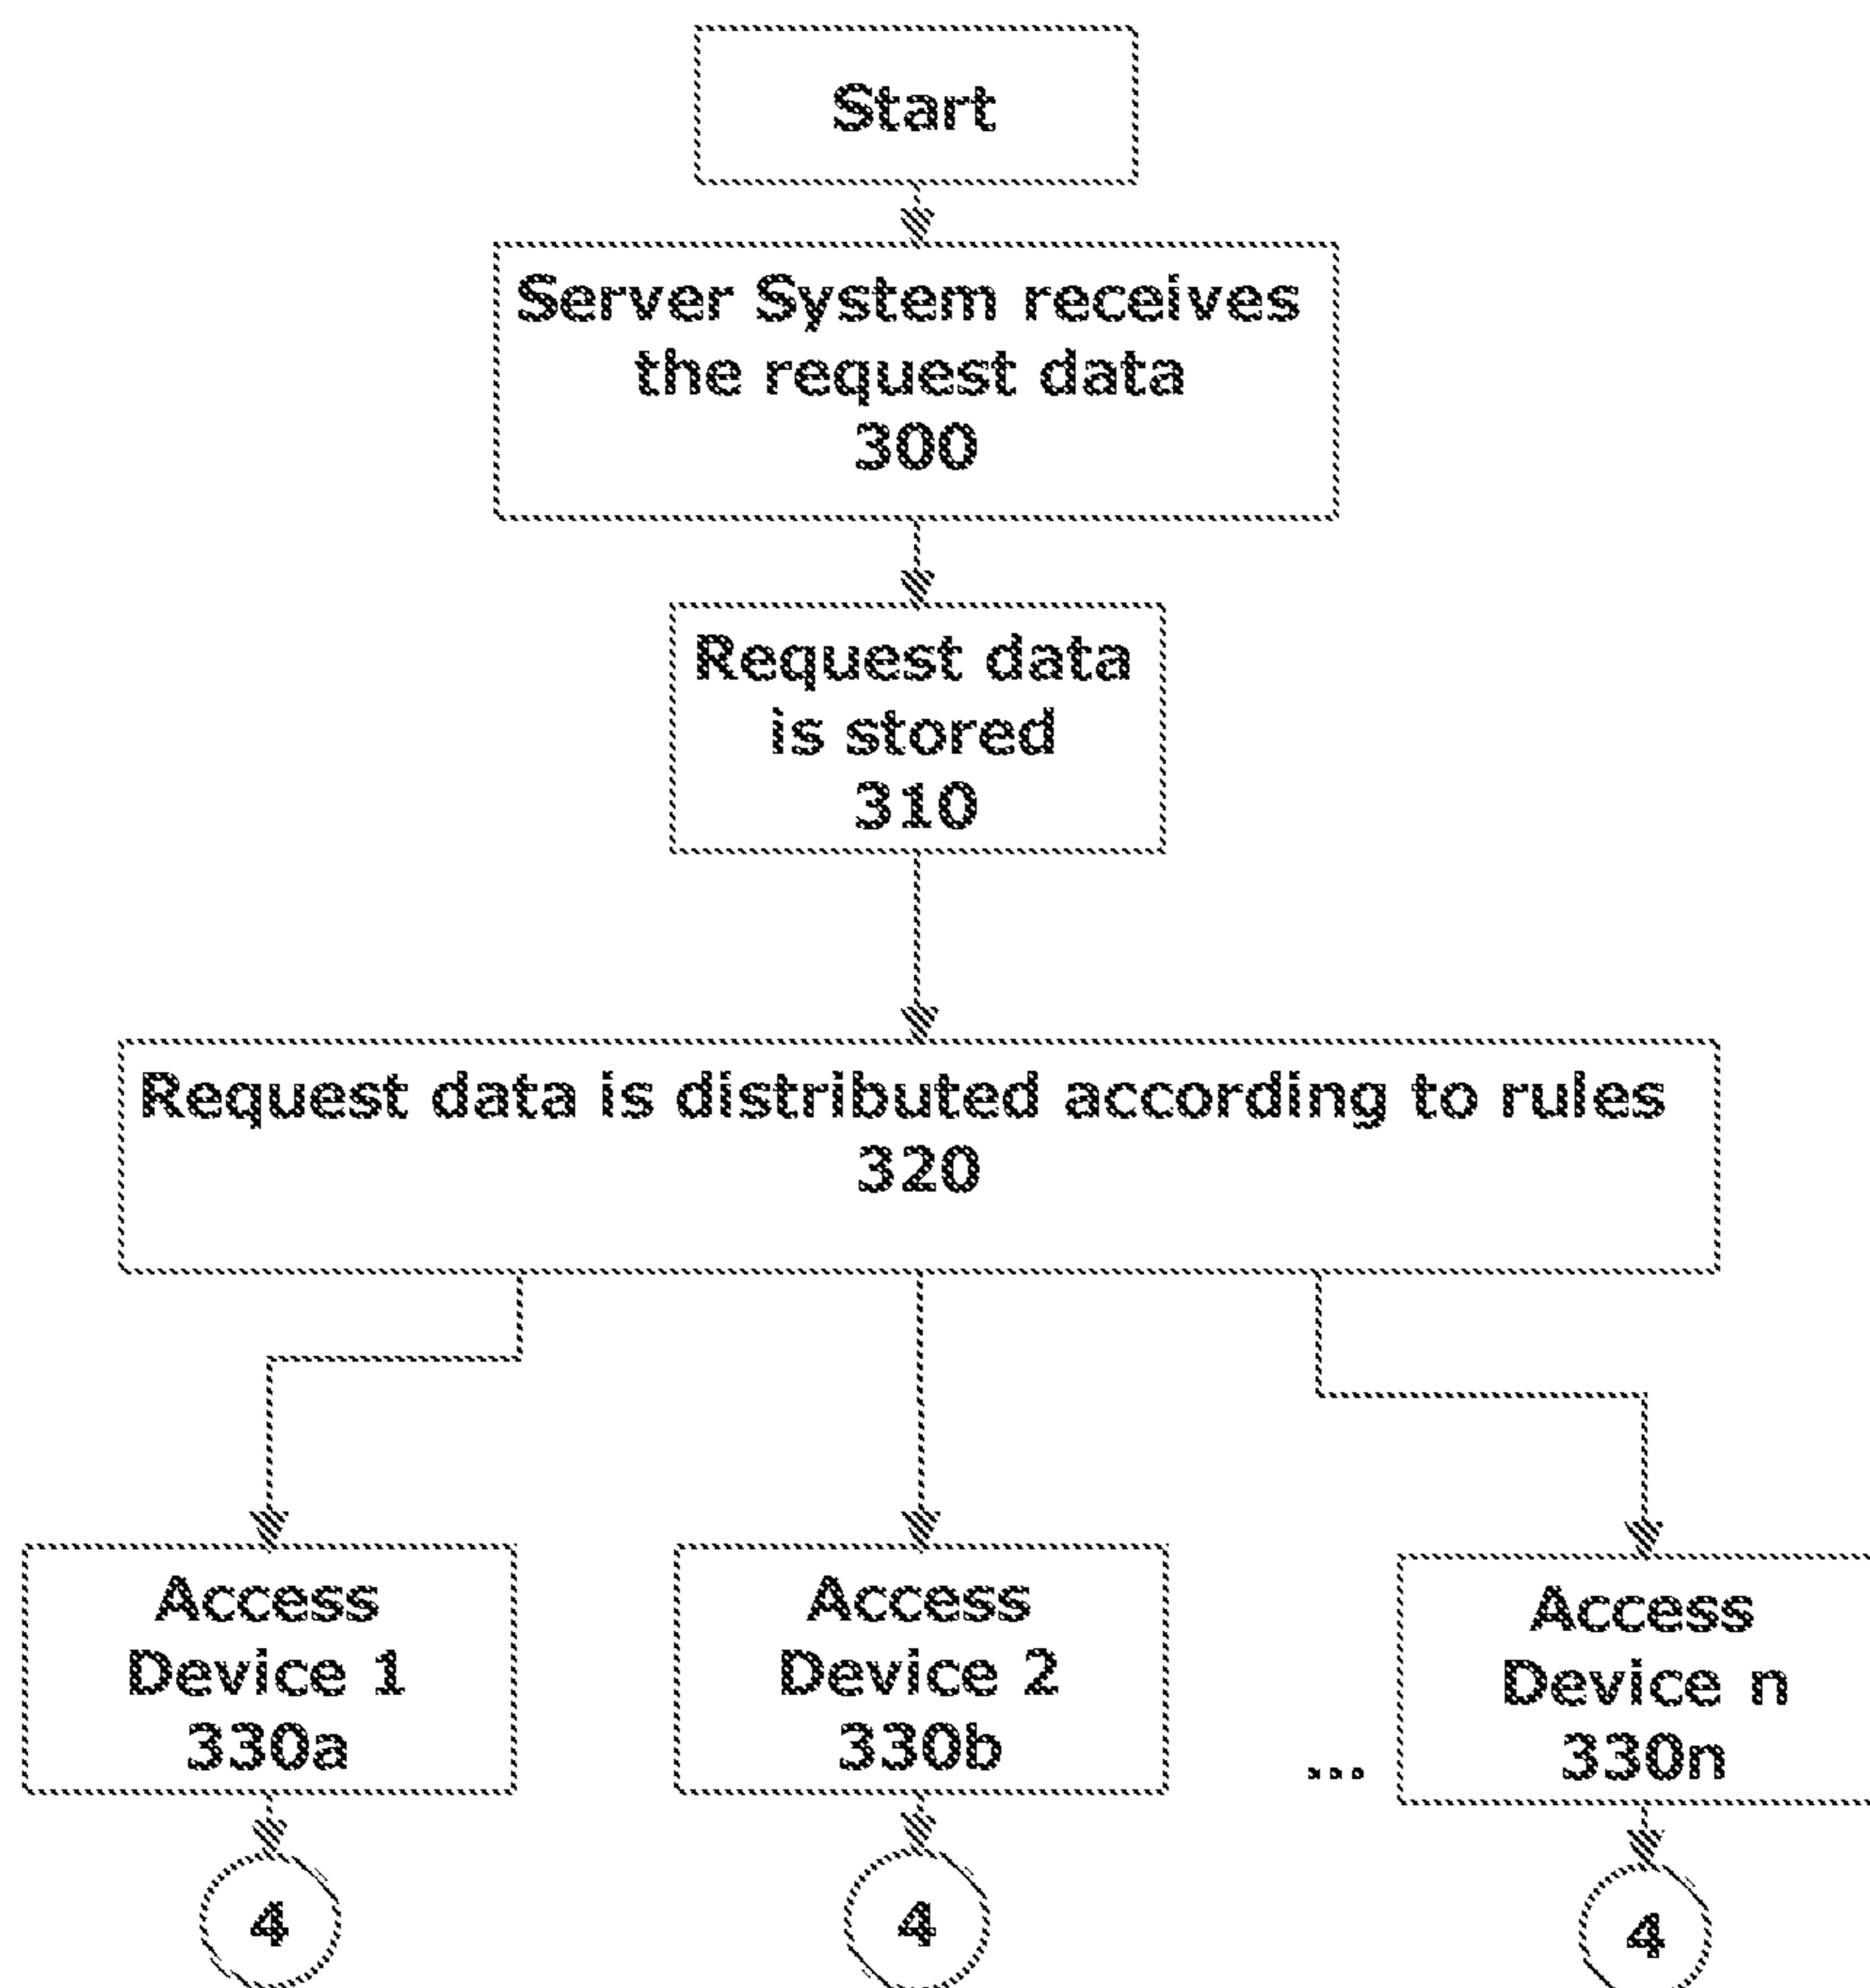 Start
Server System receives
the request data
300
Request data
is stored
310
Request data is distributed according to rules
320
Access
Device 1
330a
Access
Device 2
330b
...
Access
Device n
330n
4
4
4